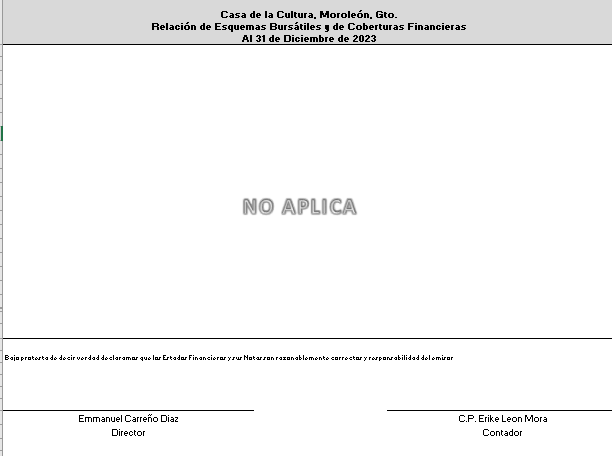 Casa de la Cultura, Moroleón, Gto.
Relación de Esquemas Bursátiles y de Coberturas Financieras
Al 31 de Diciembre de 2023
NO APLICA
Bajo protesta de decir verdad declaramos que los Estados Financieros y sus Notas son razonablemente correctos y responsabilidad del emisor
Emmanuel Carreño Diaz
Director
C.P. Erike Leon Mora
Contador